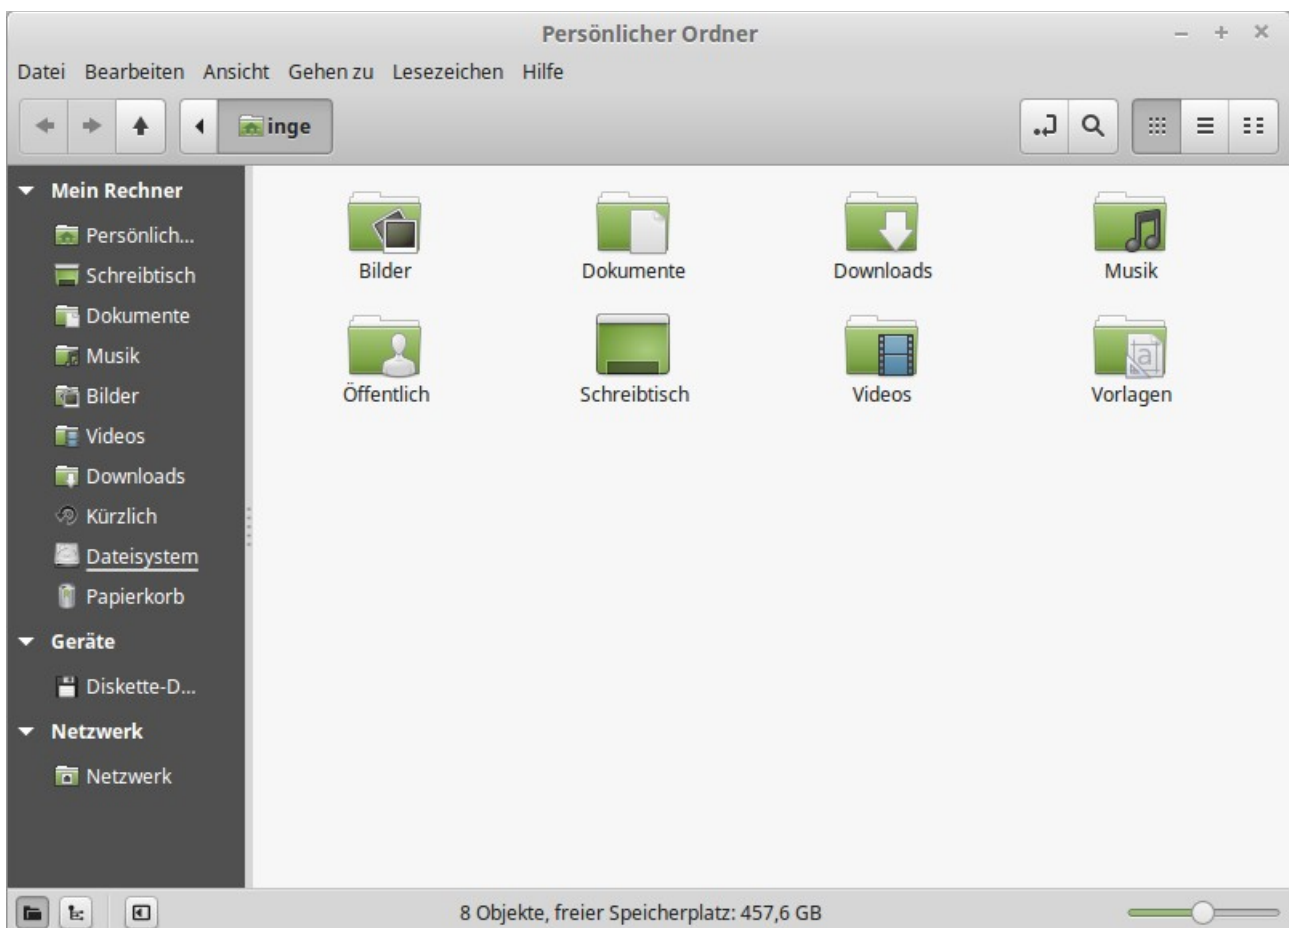 Persönlicher Ordner
Datei Bearbeiten Ansicht Gehen zu Lesezeichen Hilfe
inge
Mein Rechner
Persönlich...
Schreibtisch
Dokumente
Musik
Bilder
Videos
Downloads
Kürzlich
Dateisystem
Papierkorb
Geräte
Diskette-D...
Netzwerk
Netzwerk
Bilder Dokumente Downloads Musik
Öffentlich Schreibtisch Videos Vorlagen
8 Objekte, freier Speicherplatz: 457,6 GB